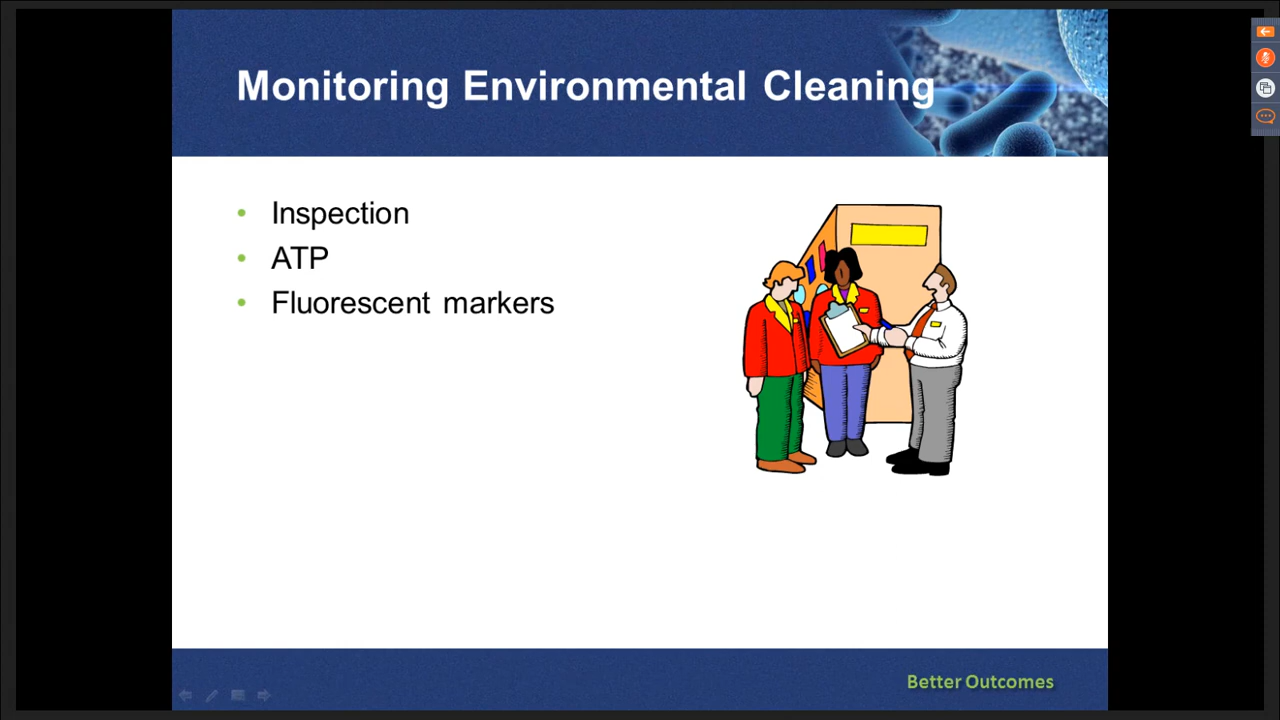 Monitoring Environmental Cleaning
Inspection
ATP
Fluorescent markers
Better Outcomes